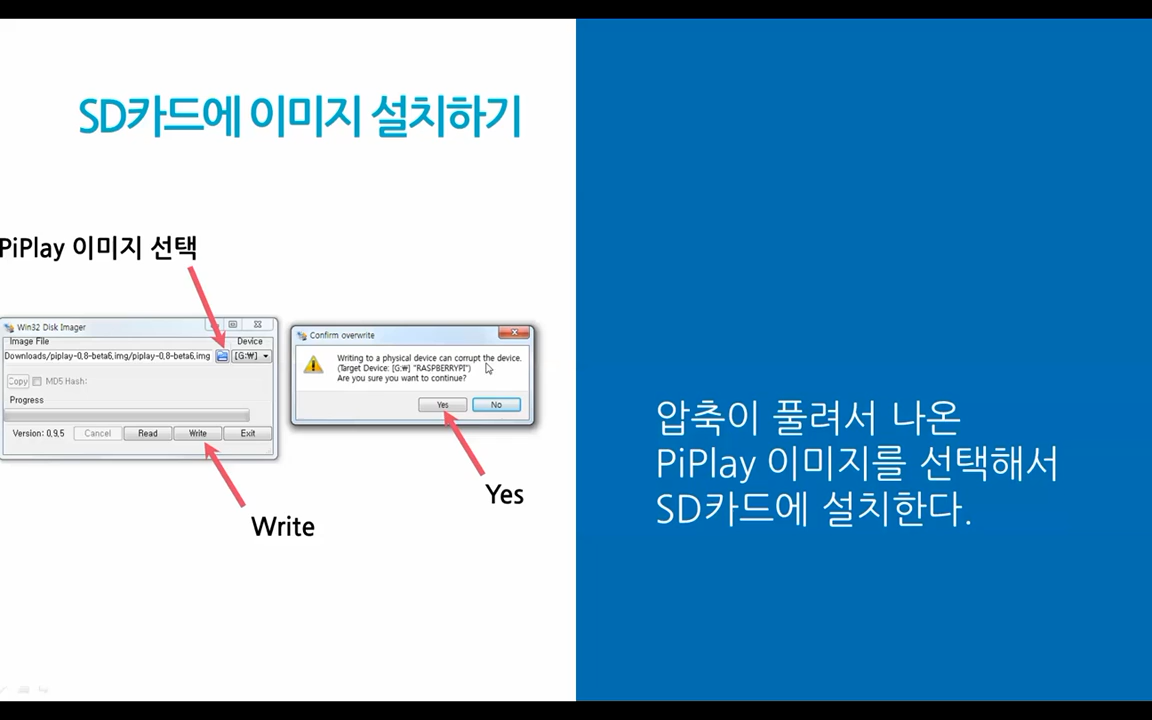 SD카드에 이미지 설치하기
PiPlay 이미지 선택
Win32 Disk Imager
Image File
Device
Downloads/piplay-0,8-beta6,img/piplay-0,8-beta6,img
[G:₩]
Copy
MD5 Hash:
Progress
Version: 0,9,5
Cancel
Read
Write
Exit
Write
Confirm overwrite
Writing to a physical device can corrupt the device.
(Target Device: [G:₩] "RASPBERRYPI")
Are you sure you want to continue?
Yes
No
Yes
압축이 풀려서 나온
PiPlay 이미지를 선택해서
SD카드에 설치한다.